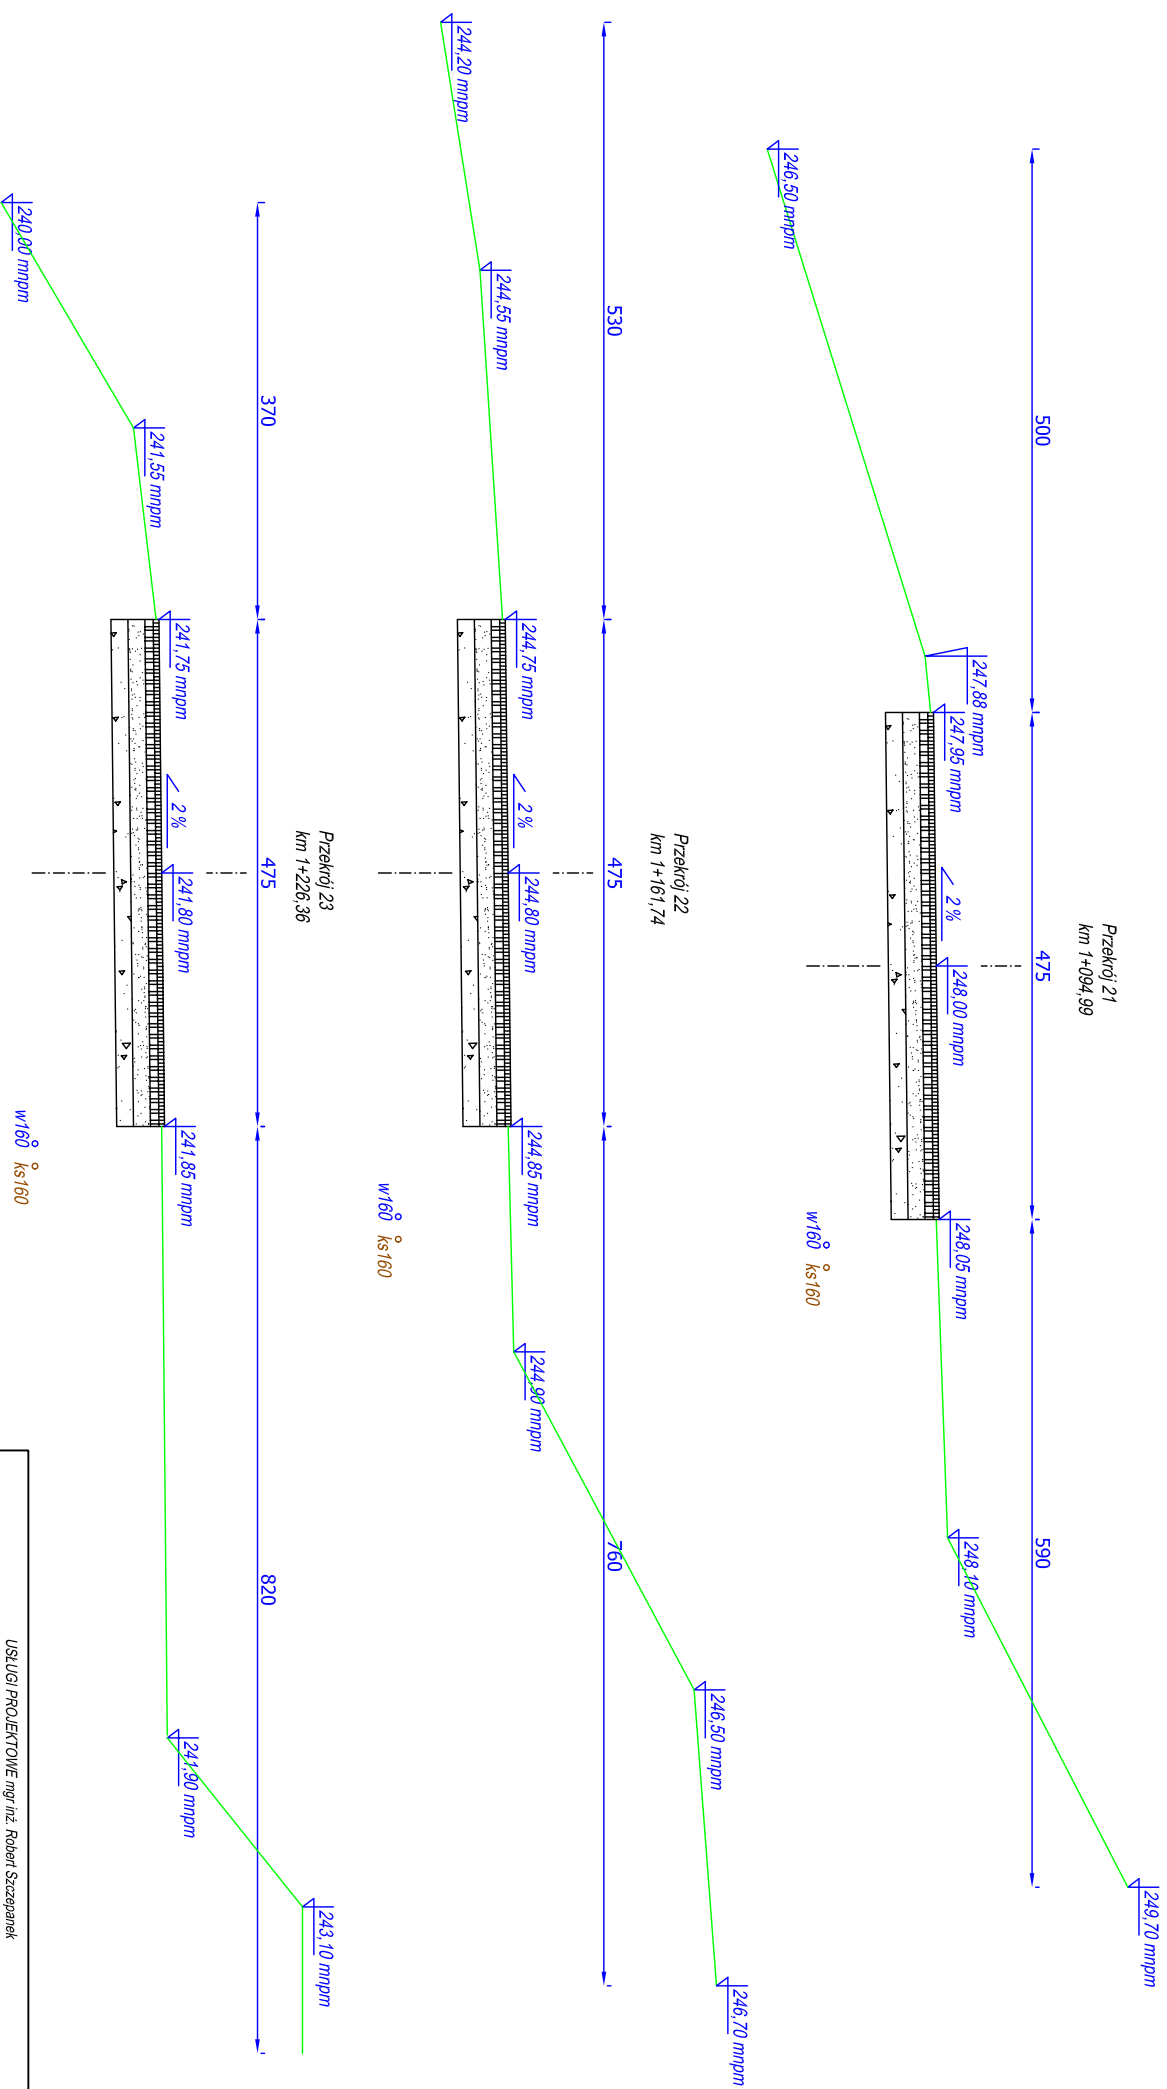 Przekrój 21
km 1+094,99
500
475
590
246,50 mnpm
247,88 mnpm
247,95 mnpm
2 %
248,00 mnpm
248,05 mnpm
248,10 mnpm
249,70 mnpm
w160
ks160
Przekrój 22
km 1+161,74
530
475
760
244,20 mnpm
244,55 mnpm
244,75 mnpm
2 %
244,80 mnpm
244,85 mnpm
244,90 mnpm
246,50 mnpm
246,70 mnpm
w160
ks160
Przekrój 23
km 1+226,36
370
475
820
240,00 mnpm
241,55 mnpm
241,75 mnpm
2 %
241,80 mnpm
241,85 mnpm
241,90 mnpm
243,10 mnpm
w160
ks160
USŁUGI PROJEKTOWE mgr inż. Robert Szczepanek